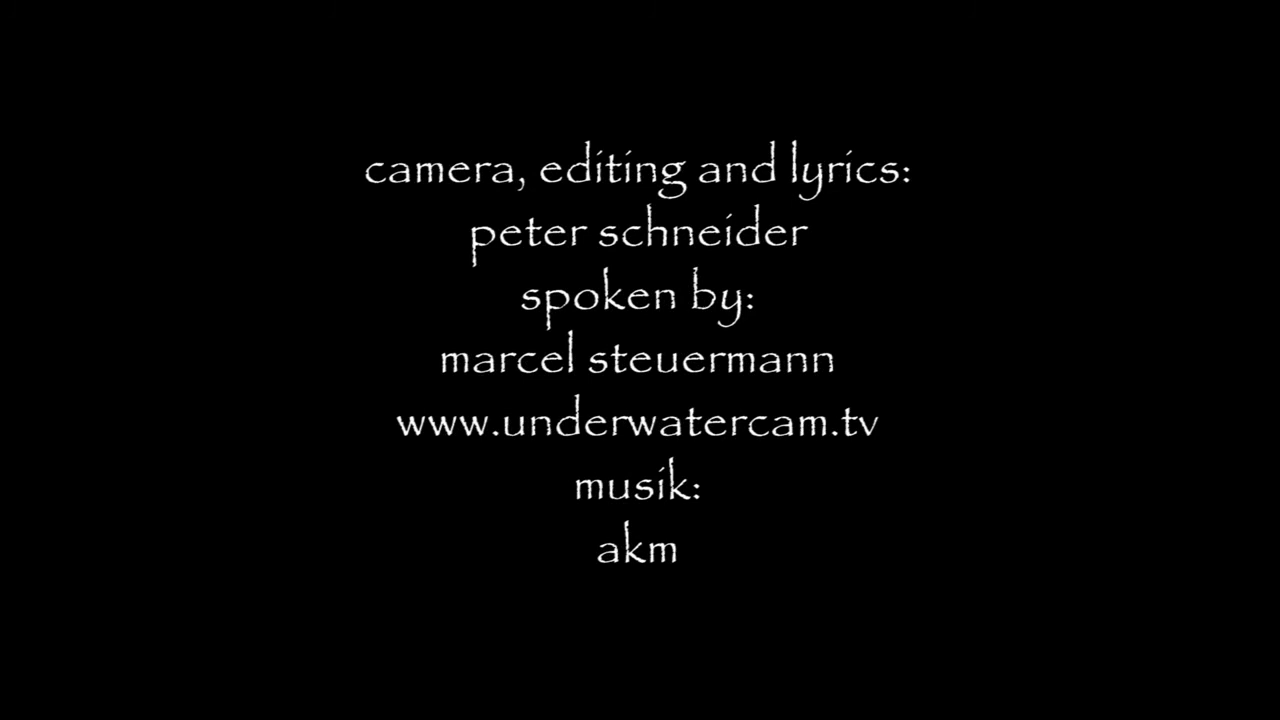 camera, editing and lyrics:
peter schneider
spoken by:
marcel steuermann
www.underwatercam.tv
musik:
akm